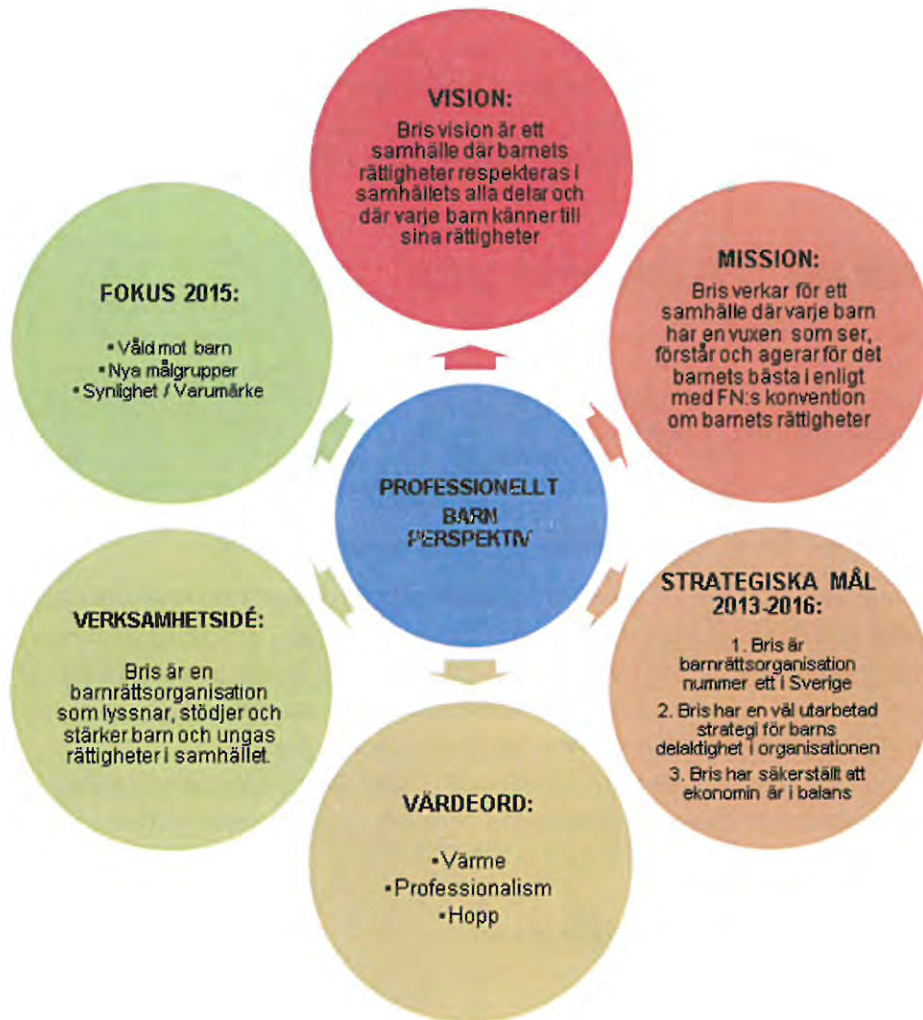 VISION:
Bris vision är ett
samhälle där barnets
rättigheter respekteras i
samhällets alla delar och
där varje barn känner till
sina rättigheter
MISSION:
Bris verkar för ett
samhälle där varje barn
har en vuxen som ser,
förstår och agerar för det
barnets bästa i enligt
med FN:s konvention
om barnets rättigheter
STRATEGISKA MÅL
2013-2016:
1. Bris är
barnrättsorganisation
nummer ett i Sverige
2. Bris har en väl utarbetad
strategi för barns
delaktighet i organisationen
3. Bris har säkerställt att
ekonomin är i balans
VÄRDEORD:
• Värme
• Professionalism
• Hopp
VERKSAMHETSIDÉ:
Bris är en
barnrättsorganisation
som lyssnar, stödjer och
stärker barn och ungas
rättigheter i samhället.
FOKUS 2015:
• Våld mot barn
• Nya målgrupper
• Synlighet / Varumärke
PROFESSIONELLT
BARN
PERSPEKTIV